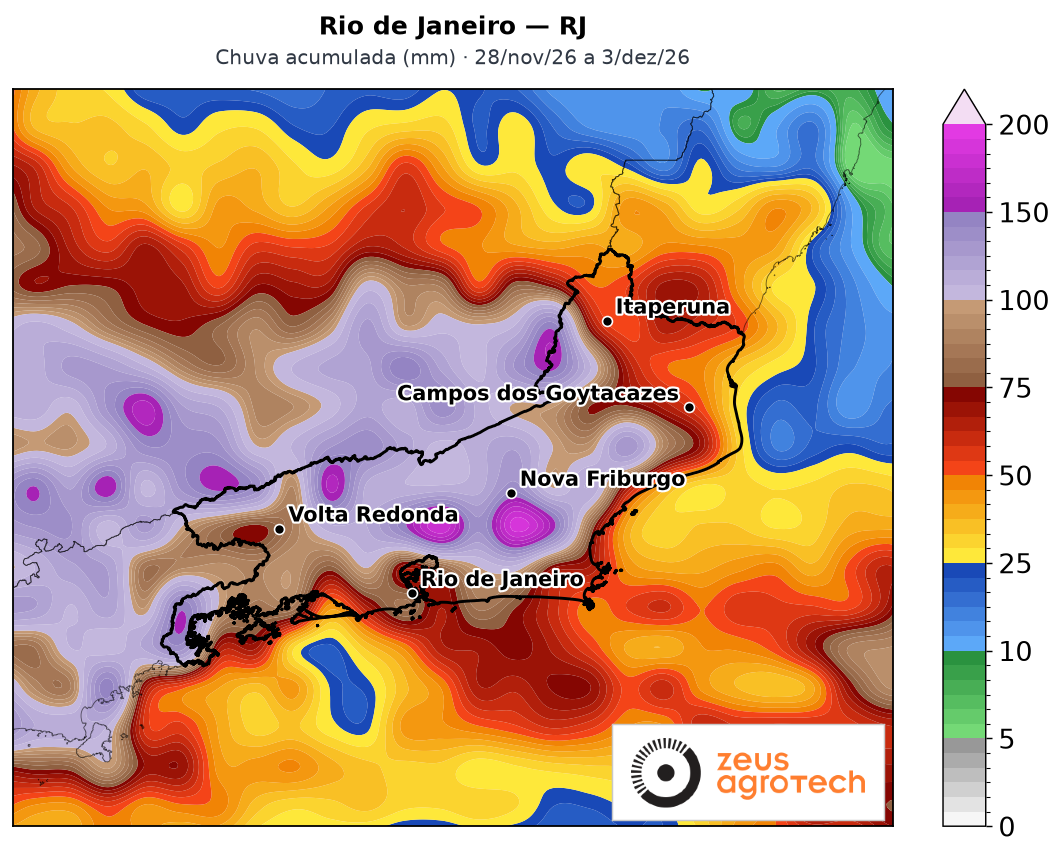 Rio de Janeiro — RJ
Chuva acumulada (mm) · 28/nov/26 a 3/dez/26
200
150
100
75
50
25
10
5
0
Itaperuna
Campos dos Goytacazes
Nova Friburgo
Volta Redonda
Rio de Janeiro
zeus
agrotech